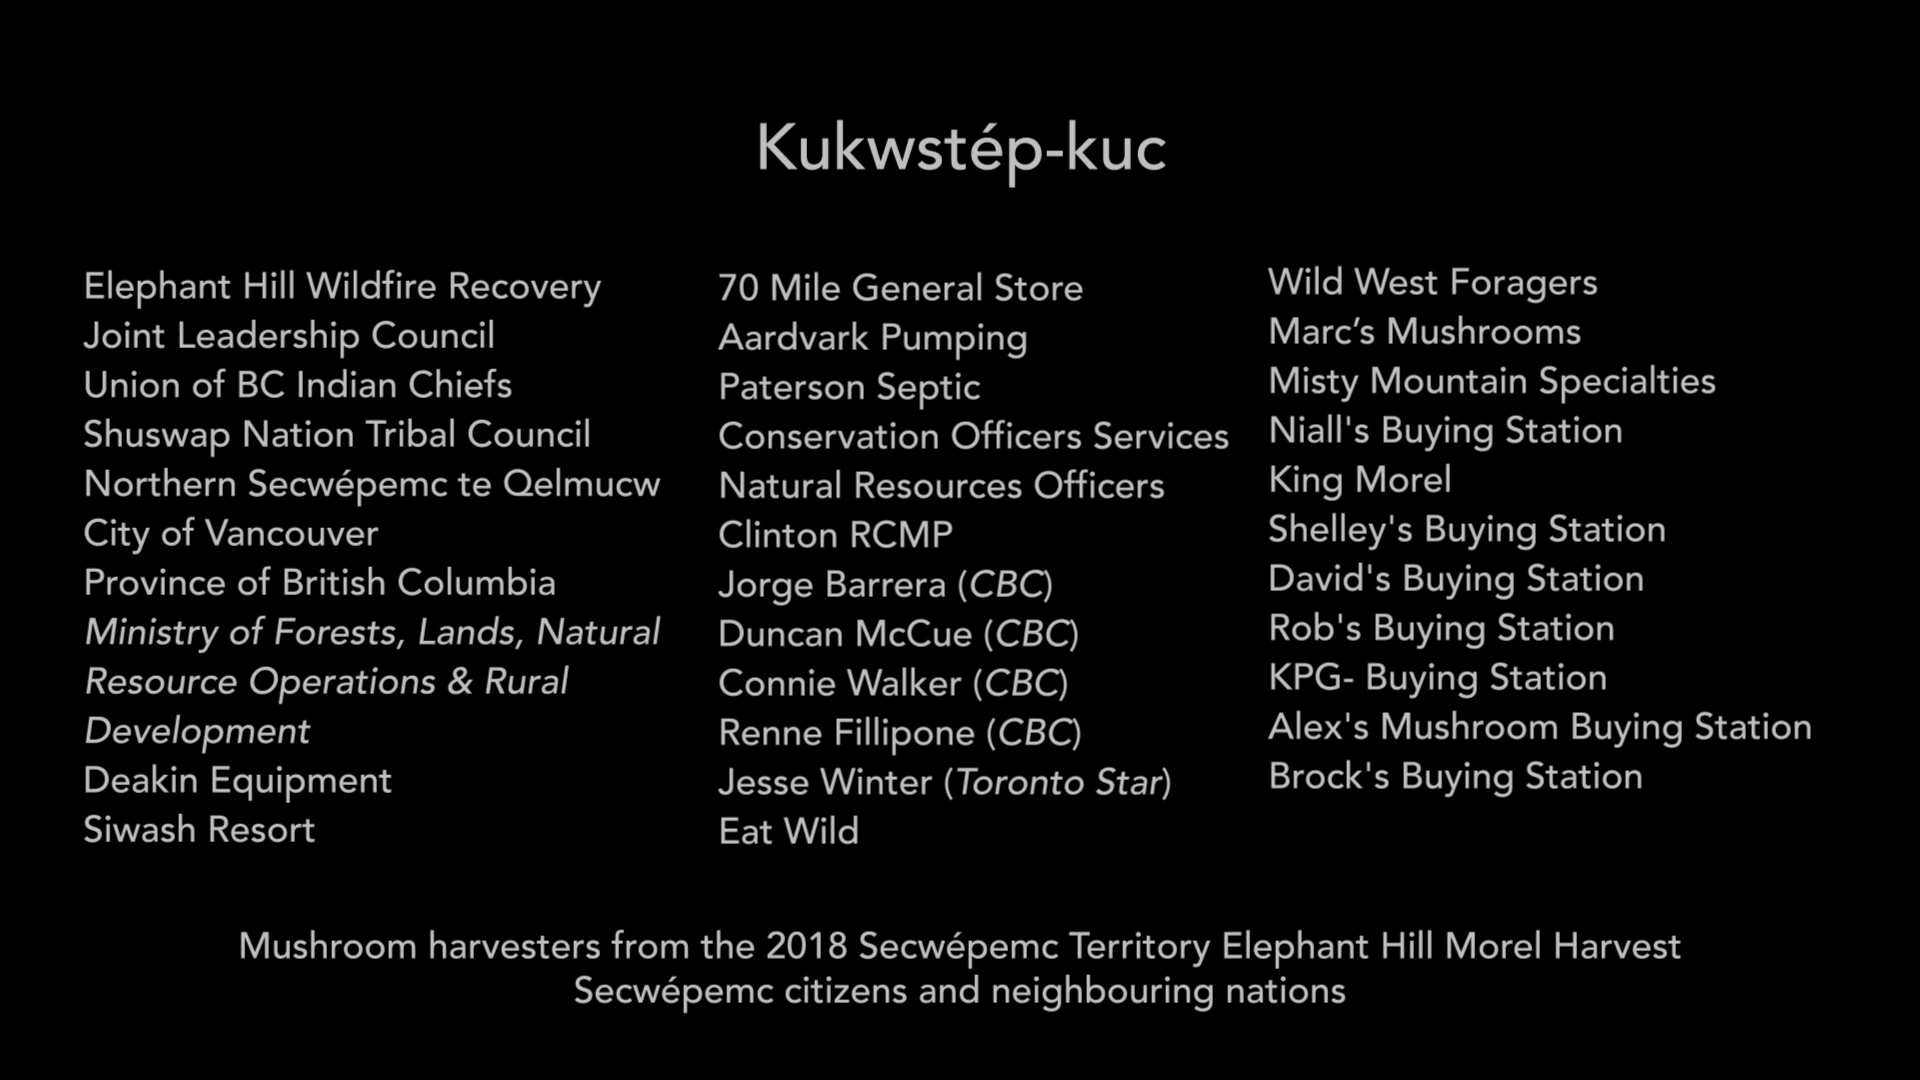 Kukwstép-kuc
Elephant Hill Wildfire Recovery
Joint Leadership Council
Union of BC Indian Chiefs
Shuswap Nation Tribal Council
Northern Secwépemc te Qelmucw
City of Vancouver
Province of British Columbia
Ministry of Forests, Lands, Natural
Resource Operations & Rural
Development
Deakin Equipment
Siwash Resort
70 Mile General Store
Aardvark Pumping
Paterson Septic
Conservation Officers Services
Natural Resources Officers
Clinton RCMP
Jorge Barrera (CBC)
Duncan McCue (CBC)
Connie Walker (CBC)
Renne Fillipone (CBC)
Jesse Winter (Toronto Star)
Eat Wild
Wild West Foragers
Marc’s Mushrooms
Misty Mountain Specialties
Niall's Buying Station
King Morel
Shelley's Buying Station
David's Buying Station
Rob's Buying Station
KPG- Buying Station
Alex's Mushroom Buying Station
Brock's Buying Station
Mushroom harvesters from the 2018 Secwépemc Territory Elephant Hill Morel Harvest
Secwépemc citizens and neighbouring nations